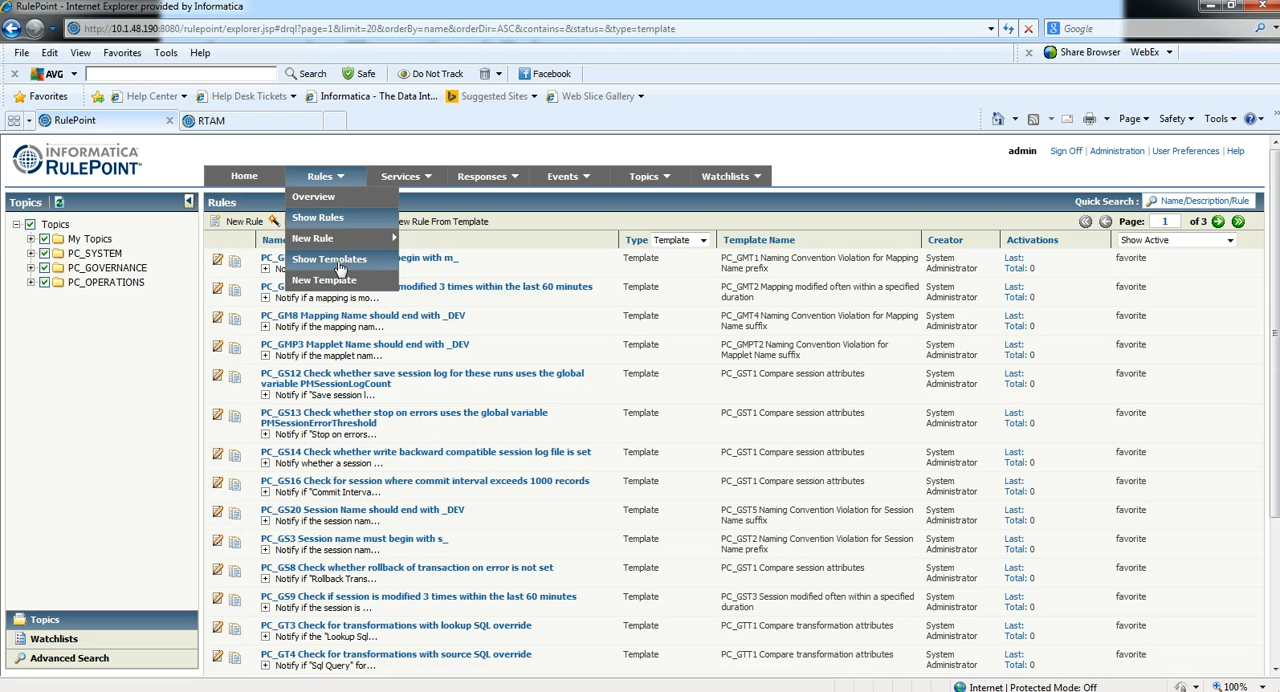 RulePoint - Internet Explorer provided by Informatica
http://10.1.48.190:8080/rulepoint/explorer.jsp#drql?page=1&limit=20&orderBy=name&orderDir=ASC&contains=&status=&type=template
Google
File Edit View Favorites Tools Help
Share Browser WebEx
AVG Search Safe Do Not Track Facebook
Favorites Help Center Help Desk Tickets Informatica - The Data Int... Suggested Sites Web Slice Gallery
RulePoint RTAM
Page Safety Tools
INFORMATICA
RULEPOINT
admin Sign Off | Administration | User Preferences | Help
Home Rules Services Responses Events Topics Watchlists
Topics
Topics
My Topics
PC_SYSTEM
PC_GOVERNANCE
PC_OPERATIONS
Topics
Watchlists
Advanced Search
Overview
Show Rules
New Rule
Show Templates
New Template
Rules
Quick Search : Name/Description/Rule
New Rule New Rule From Template
Page: 1 of 3
Type Template Template Name Creator Activations Show Active
begin with m_ Template PC_GMT1 Naming Convention Violation for Mapping Name prefix System Administrator Last: Total: 0 favorite
modified 3 times within the last 60 minutes
Notify if a mapping is mo...
Template PC_GMT2 Mapping modified often within a specified duration System Administrator Last: Total: 0 favorite
PC_GM8 Mapping Name should end with _DEV
Notify if the mapping nam...
Template PC_GMT4 Naming Convention Violation for Mapping Name suffix System Administrator Last: Total: 0 favorite
PC_GMP3 Mapplet Name should end with _DEV
Notify if the mapplet nam...
Template PC_GMPT2 Naming Convention Violation for Mapplet Name suffix System Administrator Last: Total: 0 favorite
PC_GS12 Check whether save session log for these runs uses the global
variable PMSessionLogCount
Notify if "Save session l...
Template PC_GST1 Compare session attributes System Administrator Last: Total: 0 favorite
PC_GS13 Check whether stop on errors uses the global variable
PMSessionErrorThreshold
Notify if "Stop on errors...
Template PC_GST1 Compare session attributes System Administrator Last: Total: 0 favorite
PC_GS14 Check whether write backward compatible session log file is set
Notify whether a session ...
Template PC_GST1 Compare session attributes System Administrator Last: Total: 0 favorite
PC_GS16 Check for session where commit interval exceeds 1000 records
Notify if "Commit Interva...
Template PC_GST1 Compare session attributes System Administrator Last: Total: 0 favorite
PC_GS20 Session Name should end with _DEV
Notify if the session nam...
Template PC_GST5 Naming Convention Violation for Session Name suffix System Administrator Last: Total: 0 favorite
PC_GS3 Session name must begin with s_
Notify if the session nam...
Template PC_GST2 Naming Convention Violation for Session Name prefix System Administrator Last: Total: 0 favorite
PC_GS8 Check whether rollback of transaction on error is not set
Notify if "Rollback Trans...
Template PC_GST1 Compare session attributes System Administrator Last: Total: 0 favorite
PC_GS9 Check if session is modified 3 times within the last 60 minutes
Notify if the session is ...
Template PC_GST3 Session modified often within a specified duration System Administrator Last: Total: 0 favorite
PC_GT3 Check for transformations with lookup SQL override
Notify if the "Lookup Sql...
Template PC_GTT1 Compare transformation attributes System Administrator Last: Total: 0 favorite
PC_GT4 Check for transformations with source SQL override
Notify if "Sql Query" for...
Template PC_GTT1 Compare transformation attributes System Administrator Last: Total: 0 favorite
Internet | Protected Mode: Off 100%